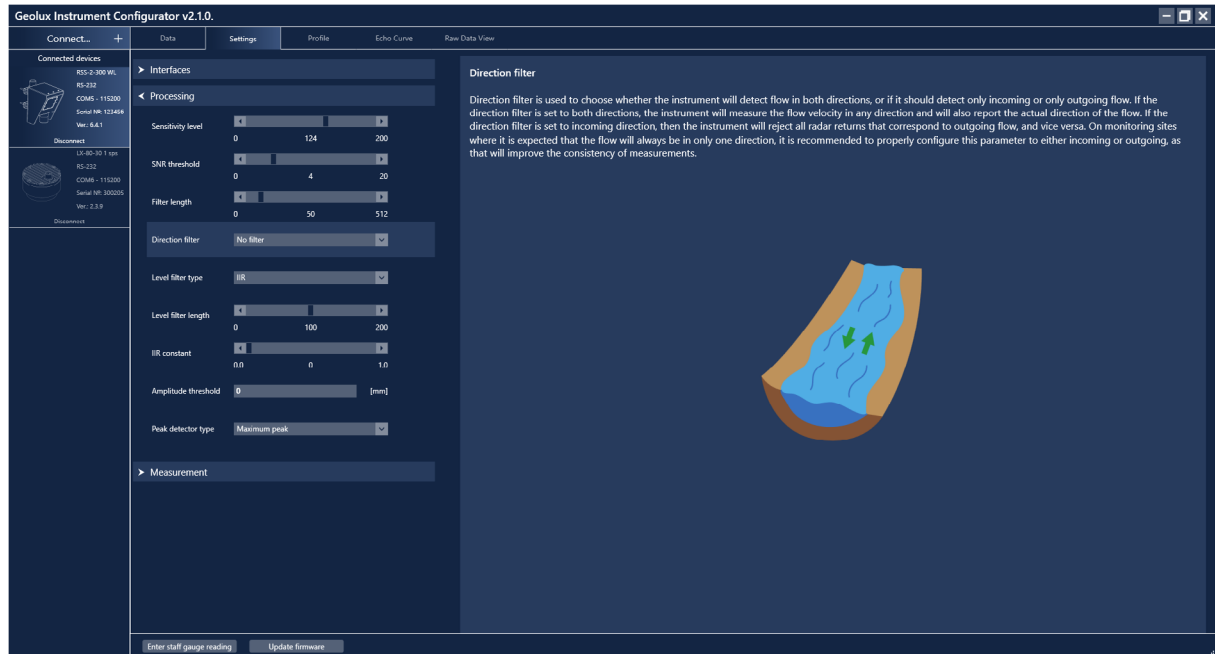 Geolux Instrument Configurator v2.1.0.
Connect... +
Data
Settings
Profile
Echo Curve
Raw Data View
Connected devices
RSS-2-300 WL
RS-232
COM5 - 115200
Serial №: 123456
Ver.: 6.4.1
Disconnect
LX-80-30 1 sps
RS-232
COM6 - 115200
Serial №: 300205
Ver.: 2.3.9
Disconnect
Interfaces
Processing
Sensitivity level
0 124 200
SNR threshold
0 4 20
Filter length
0 50 512
Direction filter No filter
Level filter type IIR
Level filter length
0 100 200
IIR constant
0.0 0 1.0
Amplitude threshold 0 [mm]
Peak detector type Maximum peak
Measurement
Direction filter
Direction filter is used to choose whether the instrument will detect flow in both directions, or if it should detect only incoming or only outgoing flow. If the
direction filter is set to both directions, the instrument will measure the flow velocity in any direction and will also report the actual direction of the flow. If the
direction filter is set to incoming direction, then the instrument will reject all radar returns that correspond to outgoing flow, and vice versa. On monitoring sites
where it is expected that the flow will always be in only one direction, it is recommended to properly configure this parameter to either incoming or outgoing, as
that will improve the consistency of measurements.
Enter staff gauge reading
Update firmware